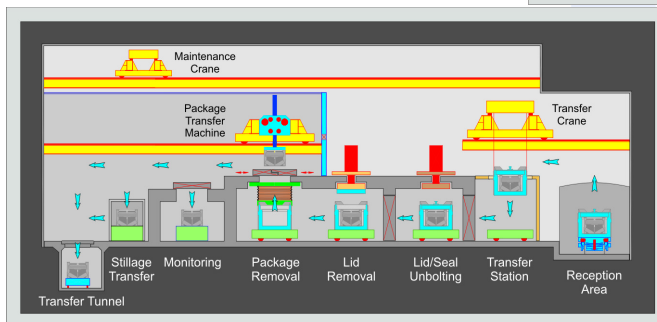 Maintenance
Crane
Package
Transfer
Machine
Transfer
Crane
Stillage
Transfer
Monitoring
Package
Removal
Lid
Removal
Lid/Seal
Unbolting
Transfer
Station
Reception
Area
Transfer Tunnel